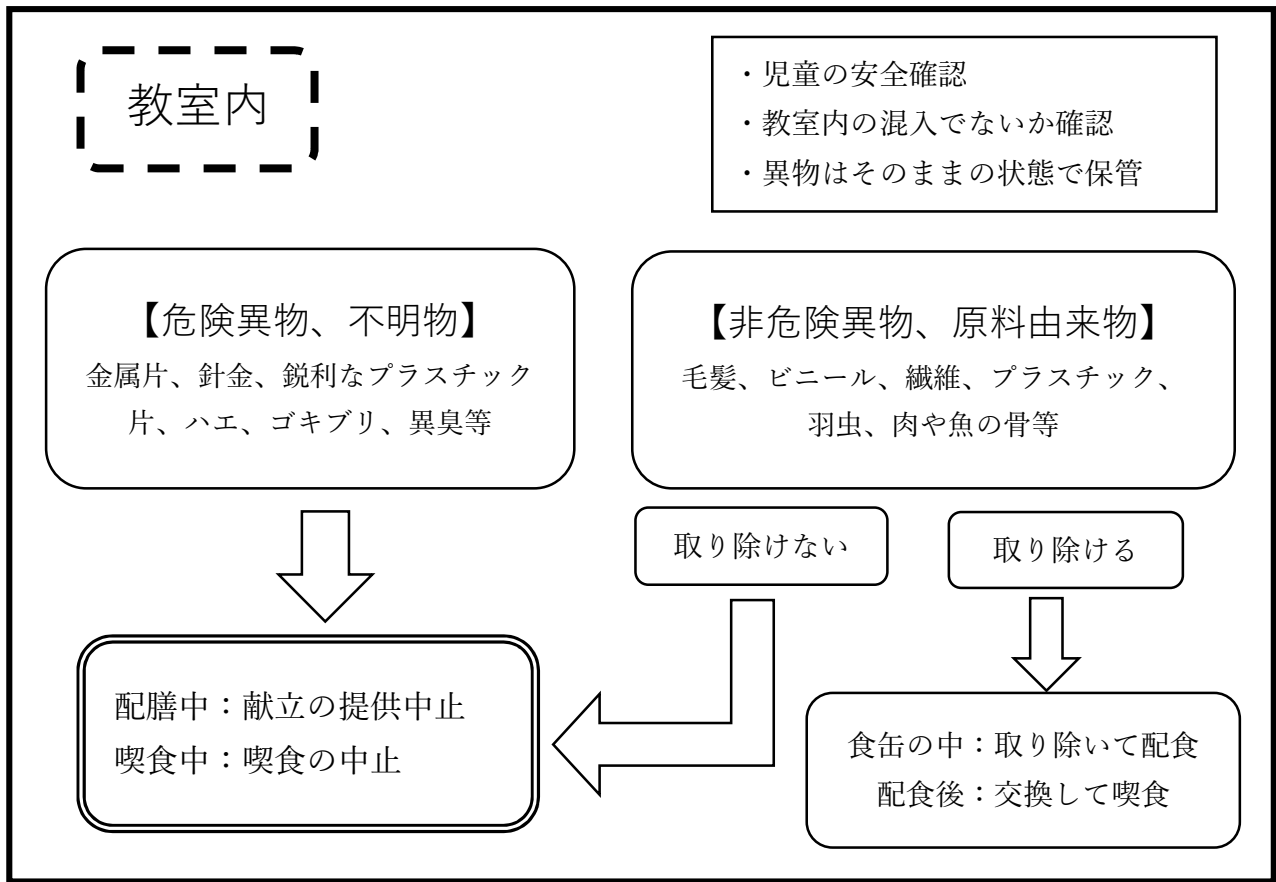 教室内
・児童の安全確認
・教室内の混入でないか確認
・異物はそのままの状態で保管
【危険異物、不明物】
金属片、針金、鋭利なプラスチック
片、ハエ、ゴキブリ、異臭等
【非危険異物、原料由来物】
毛髪、ビニール、繊維、プラスチック、
羽虫、肉や魚の骨等
取り除けない
取り除ける
配膳中：献立の提供中止
喫食中：喫食の中止
食缶の中：取り除いて配食
配食後：交換して喫食